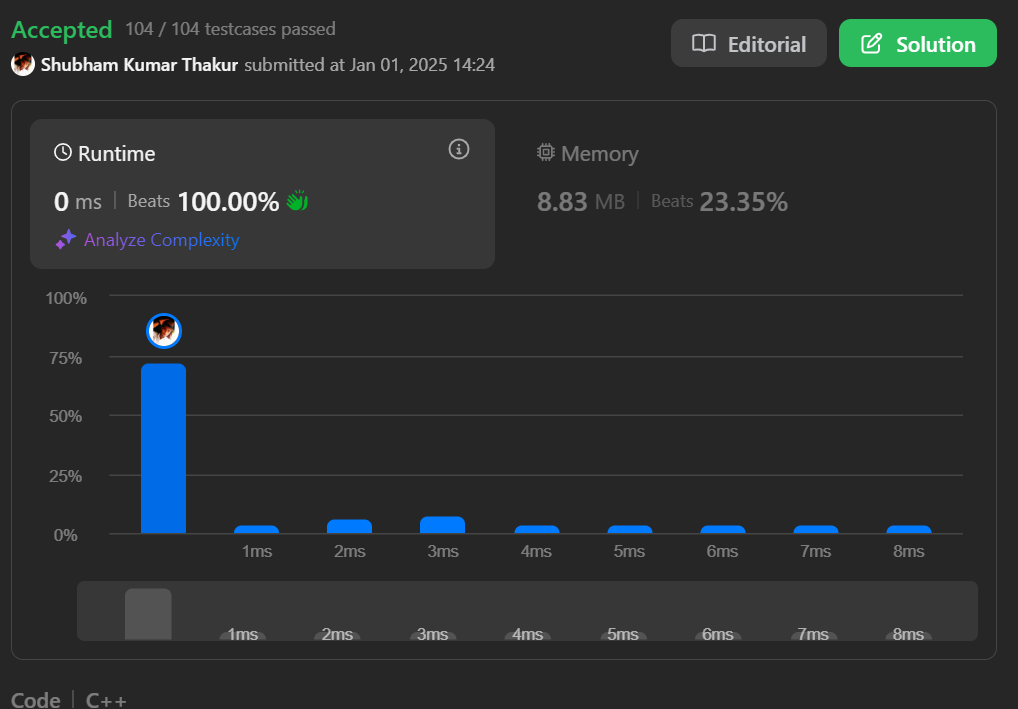 Accepted 104 / 104 testcases passed
Editorial
Solution
Shubham Kumar Thakur submitted at Jan 01, 2025 14:24
Runtime
0 ms | Beats 100.00%
Analyze Complexity
Memory
8.83 MB | Beats 23.35%
100%
75%
50%
25%
0%
1ms 2ms 3ms 4ms 5ms 6ms 7ms 8ms
1ms 2ms 3ms 4ms 5ms 6ms 7ms 8ms
Code | C++